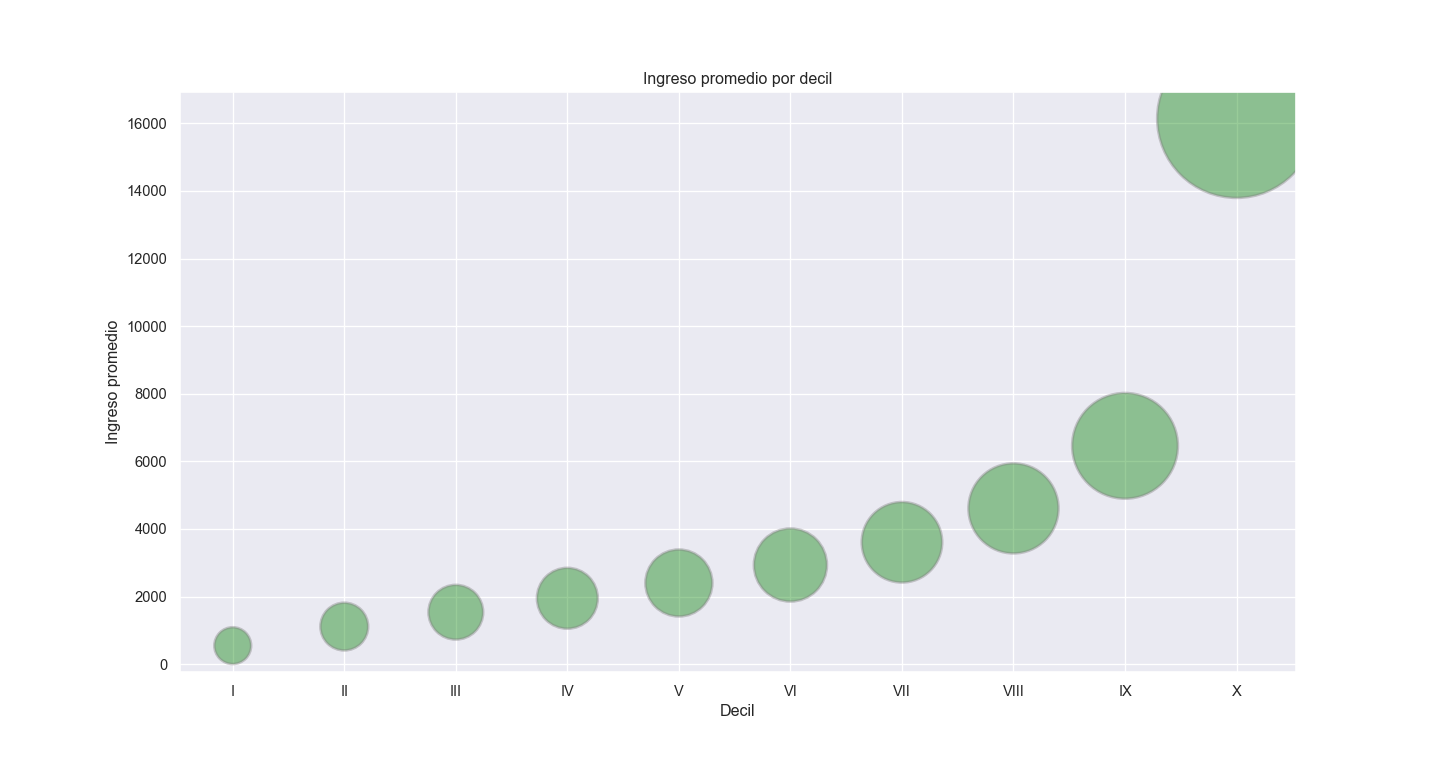 Ingreso promedio por decil
16000
14000
12000
10000
8000
6000
4000
2000
0
Ingreso promedio
I II III IV V VI VII VIII IX X
Decil